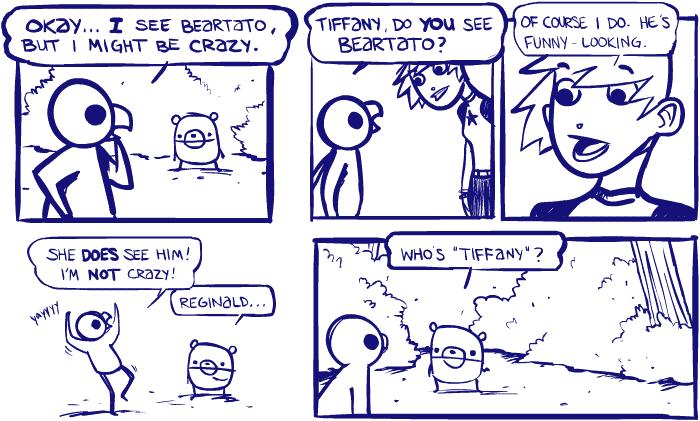 OKAY... I SEE BEARTATO,
BUT I MIGHT BE CRAZY.
TIFFANY, DO YOU SEE
BEARTATO?
OF COURSE I DO. HE'S
FUNNY-LOOKING.
SHE DOES SEE HIM!
I'M NOT CRAZY!
YAYYYY
REGINALD...
WHO'S "TIFFANY"?